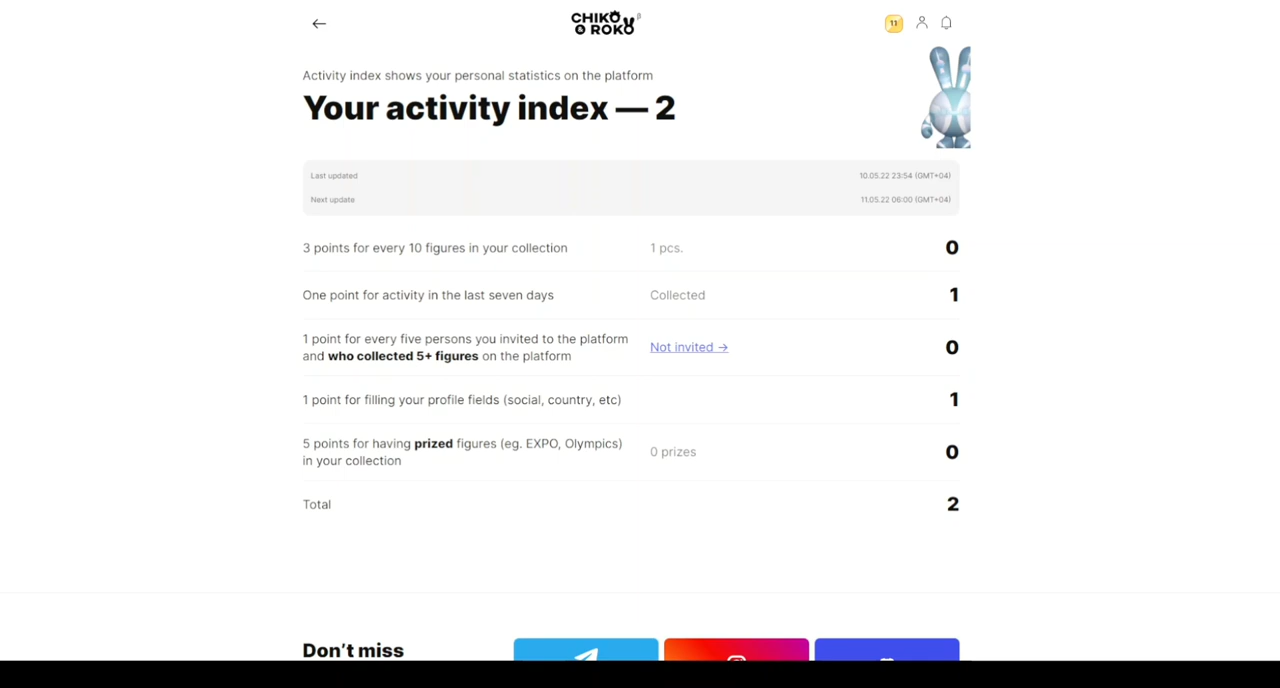 ←
CHIKO β
& ROKO
11
Activity index shows your personal statistics on the platform
Your activity index — 2
Last updated 10.05.22 23:54 (GMT+04)
Next update 11.05.22 06:00 (GMT+04)
3 points for every 10 figures in your collection 1 pcs. 0
One point for activity in the last seven days Collected 1
1 point for every five persons you invited to the platform
and who collected 5+ figures on the platform Not invited → 0
1 point for filling your profile fields (social, country, etc) 1
5 points for having prized figures (eg. EXPO, Olympics)
in your collection 0 prizes 0
Total 2
Don't miss